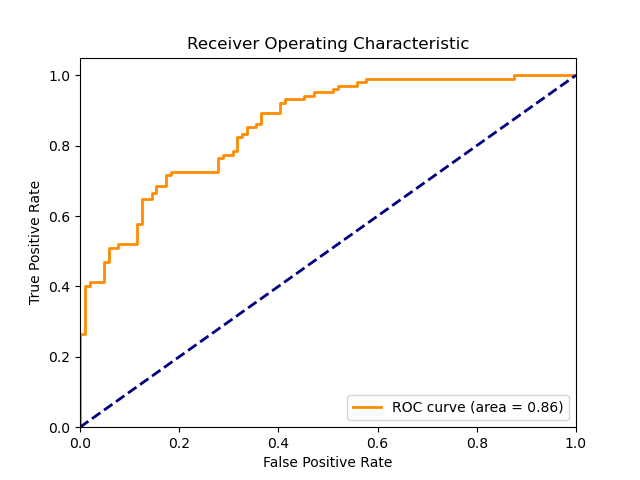 Receiver Operating Characteristic
True Positive Rate
1.0
0.8
0.6
0.4
0.2
0.0
ROC curve (area = 0.86)
0.0 0.2 0.4 0.6 0.8 1.0
False Positive Rate